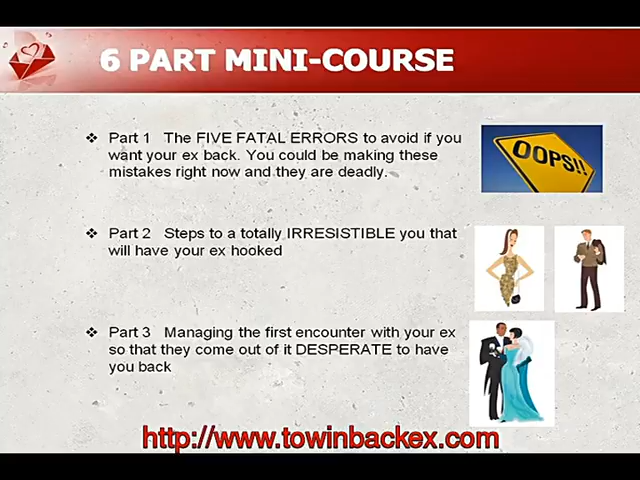 6 PART MINI-COURSE
❖ Part 1 The FIVE FATAL ERRORS to avoid if you
want your ex back. You could be making these
mistakes right now and they are deadly.
OOPS!!
❖ Part 2 Steps to a totally IRRESISTIBLE you that
will have your ex hooked
❖ Part 3 Managing the first encounter with your ex
so that they come out of it DESPERATE to have
you back
http://www.towinbackex.com